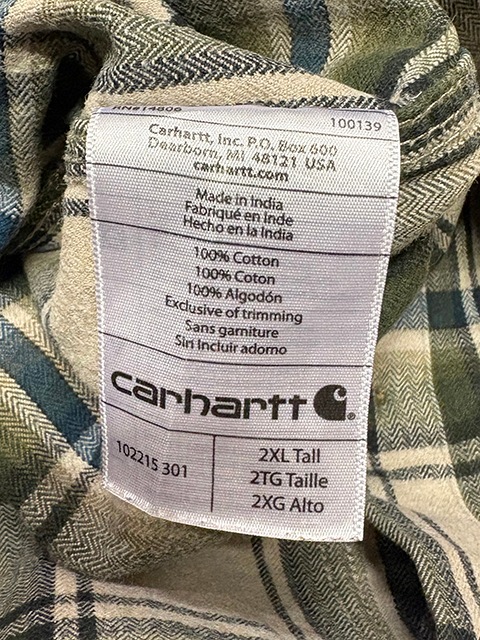 RN#14806
100139
Carhartt, Inc. P.O. Box 600
Dearborn, MI 48121 USA
carhartt.com
Made in India
Fabriqué en Inde
Hecho en la India
100% Cotton
100% Coton
100% Algodón
Exclusive of trimming
Sans garniture
Sin Incluir adorno
carhartt
102215 301
2XL Tall
2TG Taille
2XG Alto